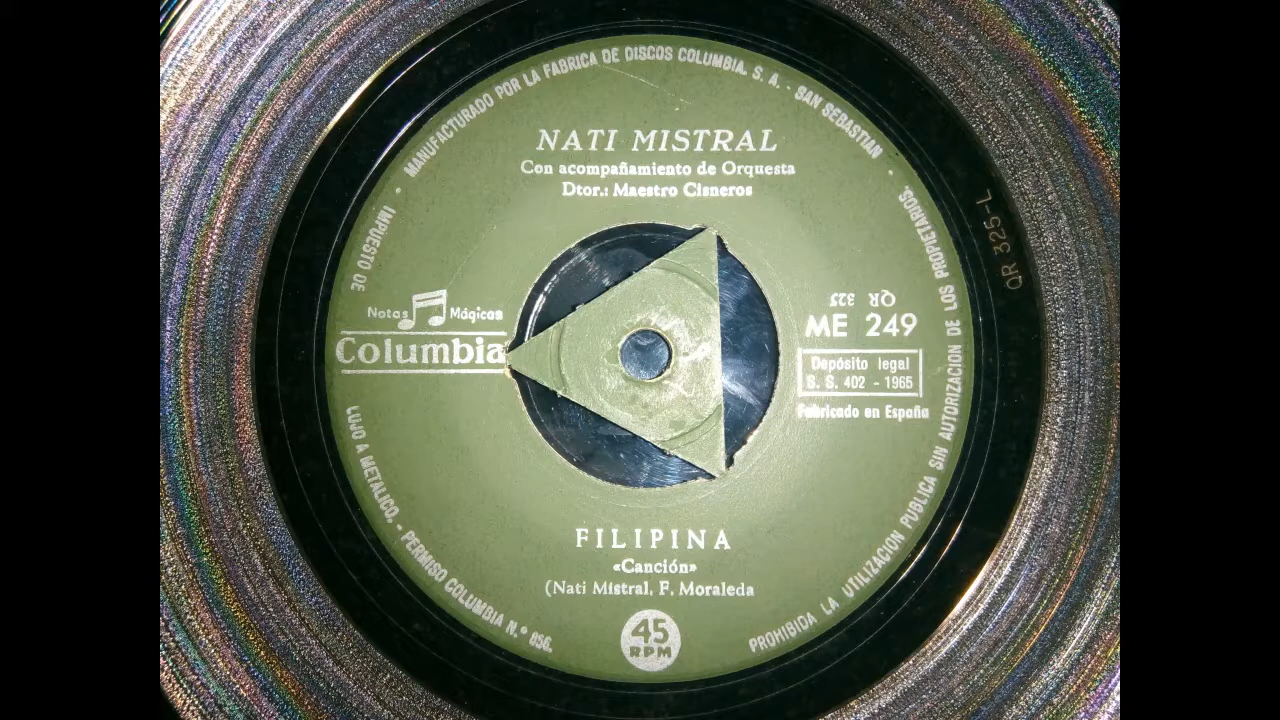 MANUFACTURADO POR LA FABRICA DE DISCOS COLUMBIA, S. A. - SAN SEBASTIAN -
NATI MISTRAL
Con acompañamiento de Orquesta
Dtor.: Maestro Cisneros
Notas Mágicas
Columbia
QR 325
ME 249
Depósito legal
S. S. 402 - 1965
Fabricado en España
FILIPINA
«Canción»
(Nati Mistral, F. Moraleda
45
RPM
PROHIBIDA LA UTILIZACION PUBLICA SIN AUTORIZACION DE LOS PROPIETARIOS.
IMPUESTO DE LUJO A METALICO. - PERMISO COLUMBIA N.º 856.
QR 325-L